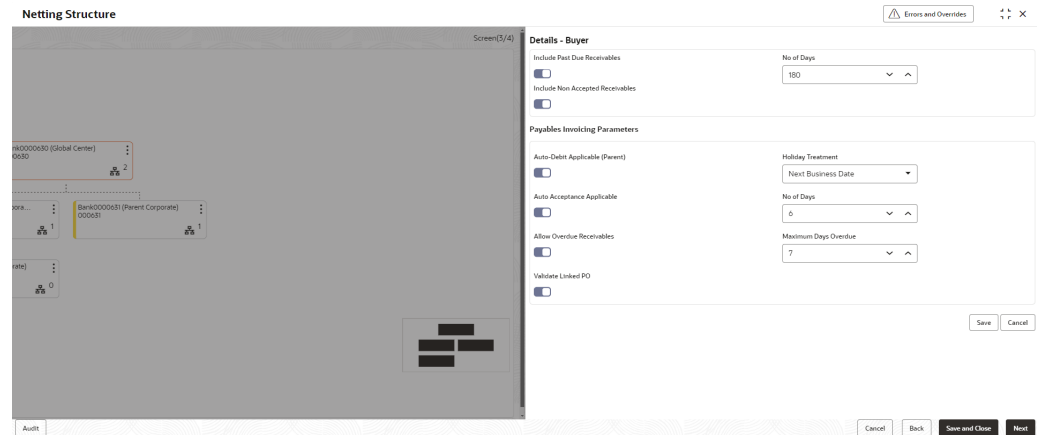 Netting Structure
Errors and Overrides
Screen(3/4)
nk0000630 (Global Center)
0630
2
pora...
1
Bank0000631 (Parent Corporate)
000631
1
rate)
0
Details - Buyer
Include Past Due Receivables
No of Days
180
Include Non Accepted Receivables
Payables Invoicing Parameters
Auto-Debt Applicable (Parent)
Holiday Treatment
Next Business Date
Auto Acceptance Applicable
No of Days
6
Allow Overdue Receivables
Maximum Days Overdue
7
Validate Linked PO
Save
Cancel
Audit
Cancel
Back
Save and Close
Next